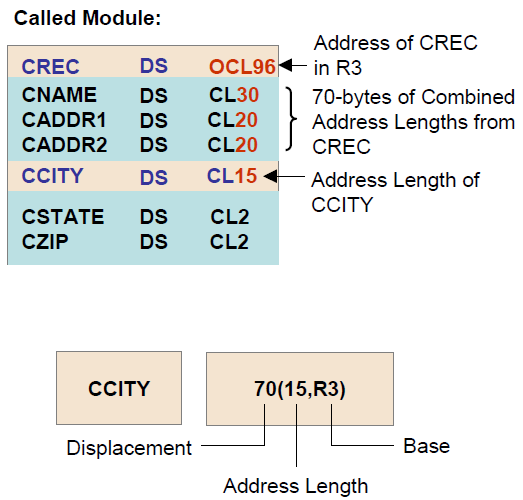 Called Module:
CREC DS OCL96
Address of CREC
in R3
CNAME DS CL30
CADDR1 DS CL20
CADDR2 DS CL20
70-bytes of Combined
Address Lengths from
CREC
CCITY DS CL15
Address Length of
CCITY
CSTATE DS CL2
CZIP DS CL2
CCITY
70(15,R3)
Displacement
Base
Address Length